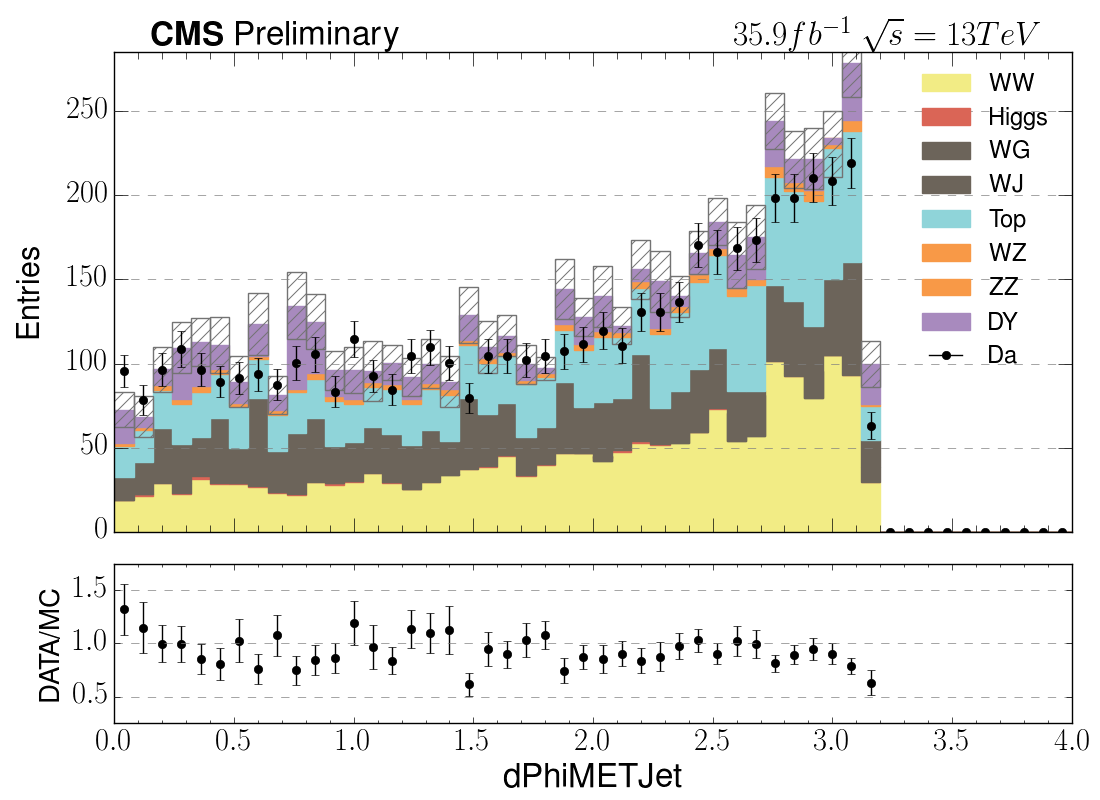 CMS Preliminary 35.9fb⁻¹ √s = 13TeV
Entries
250
200
150
100
50
0
WW
Higgs
WG
WJ
Top
WZ
ZZ
DY
Da
DATA/MC
1.5
1.0
0.5
0.0 0.5 1.0 1.5 2.0 2.5 3.0 3.5 4.0
dPhiMETJet